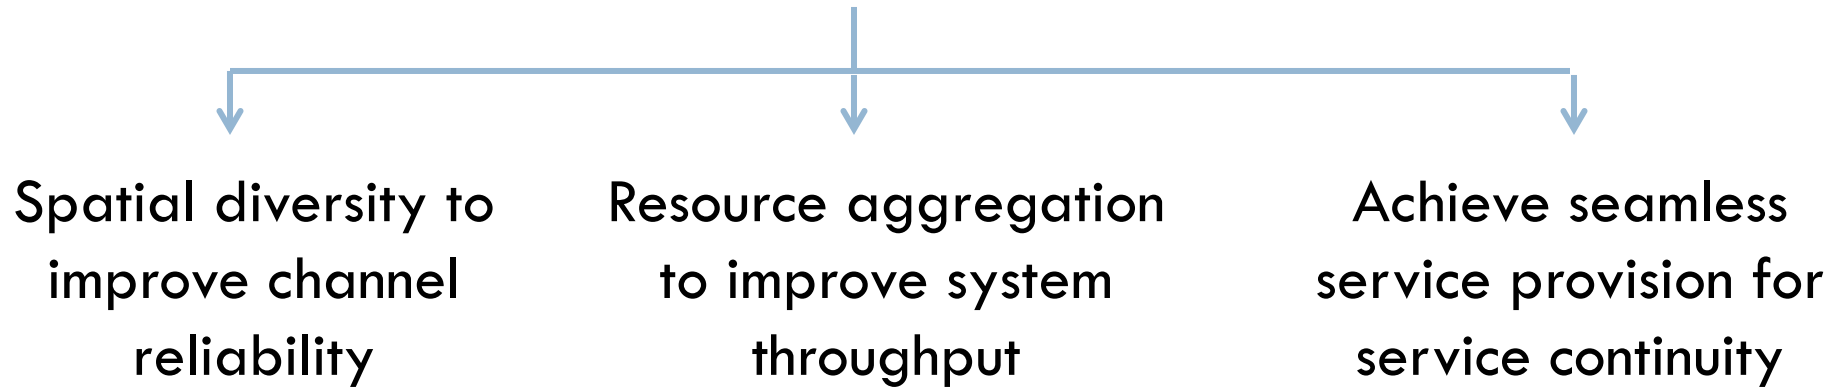 Spatial diversity to
improve channel
reliability
Resource aggregation
to improve system
throughput
Achieve seamless
service provision for
service continuity